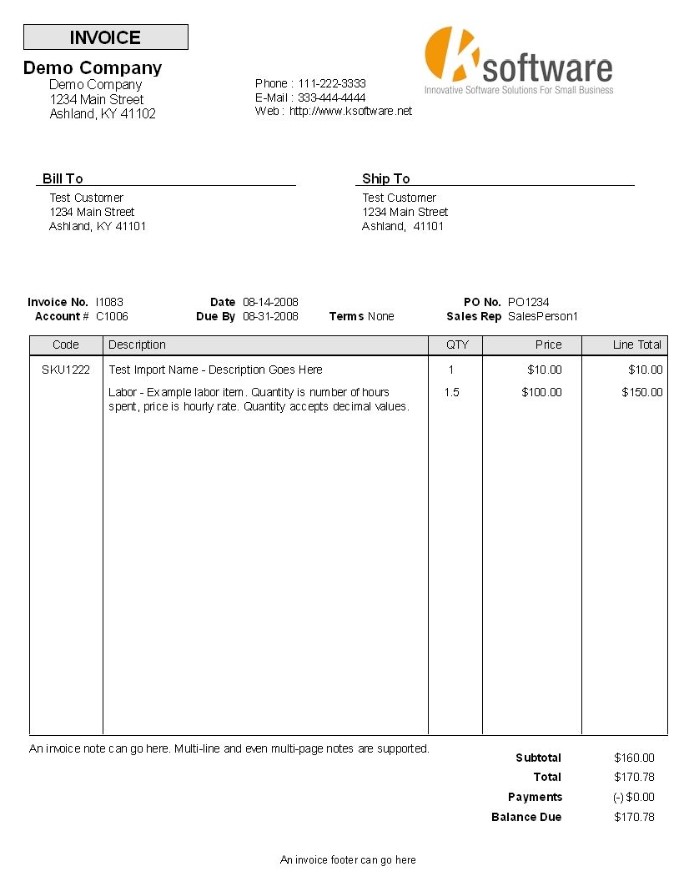 INVOICE
Demo Company
Demo Company
1234 Main Street
Ashland, KY 41102
Phone : 111-222-3333
E-Mail : 333-444-4444
Web : http://www.ksoftware.net
Ksoftware
Innovative Software Solutions For Small Business
Bill To
Test Customer
1234 Main Street
Ashland, KY 41101
Ship To
Test Customer
1234 Main Street
Ashland, 41101
Invoice No. I1083 Date 08-14-2008 PO No. PO1234
Account # C1006 Due By 08-31-2008 Terms None Sales Rep SalesPerson1
Code Description QTY Price Line Total
SKU1222 Test Import Name - Description Goes Here 1 $10.00 $10.00
Labor - Example labor item. Quantity is number of hours 1.5 $100.00 $150.00
spent, price is hourly rate. Quantity accepts decimal values.
An invoice note can go here. Multi-line and even multi-page notes are supported.
Subtotal $160.00
Total $170.78
Payments (-) $0.00
Balance Due $170.78
An invoice footer can go here